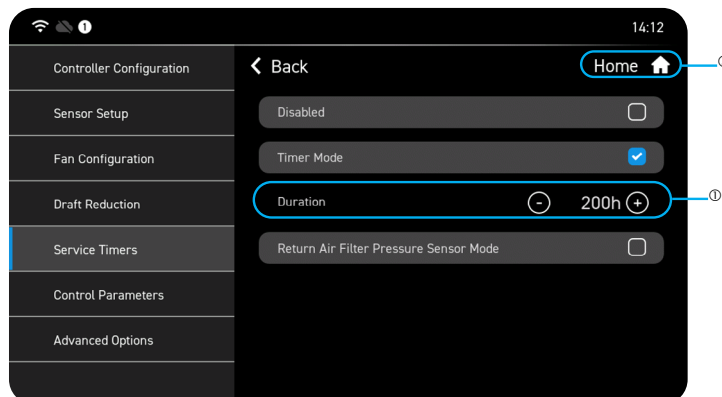 1 14:12
Controller Configuration
Back Home
Sensor Setup
Disabled
Fan Configuration
Timer Mode
Draft Reduction
Duration - 200h + ①
Service Timers
Return Air Filter Pressure Sensor Mode
Control Parameters
Advanced Options